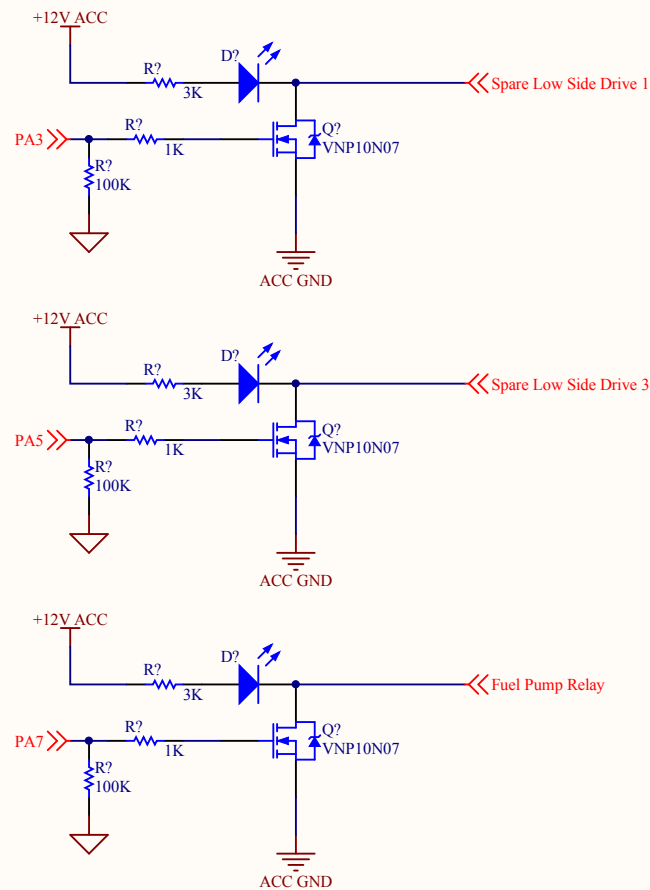 +12V ACC
R?
3K
D?
Spare Low Side Drive 1
PA3
R?
1K
Q?
VNP10N07
R?
100K
ACC GND
+12V ACC
R?
3K
D?
Spare Low Side Drive 3
PA5
R?
1K
Q?
VNP10N07
R?
100K
ACC GND
+12V ACC
R?
3K
D?
Fuel Pump Relay
PA7
R?
1K
Q?
VNP10N07
R?
100K
ACC GND